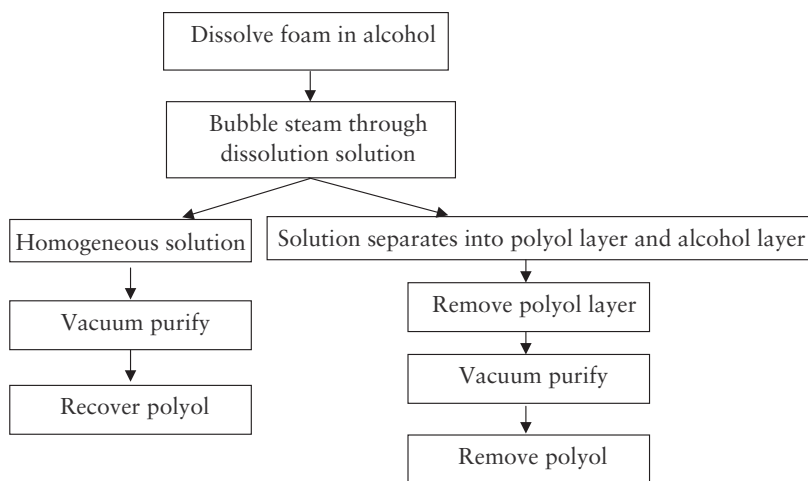 Dissolve foam in alcohol
Bubble steam through
dissolution solution
Homogeneous solution
Solution separates into polyol layer and alcohol layer
Vacuum purify
Remove polyol layer
Recover polyol
Vacuum purify
Remove polyol